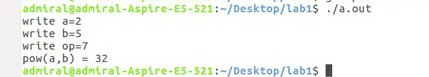 admiral@admiral-Aspire-E5-521:~/Desktop/lab1$ ./a.out
write a=2
write b=5
write op=7
pow(a,b) = 32
admiral@admiral-Aspire-E5-521:~/Desktop/lab1$